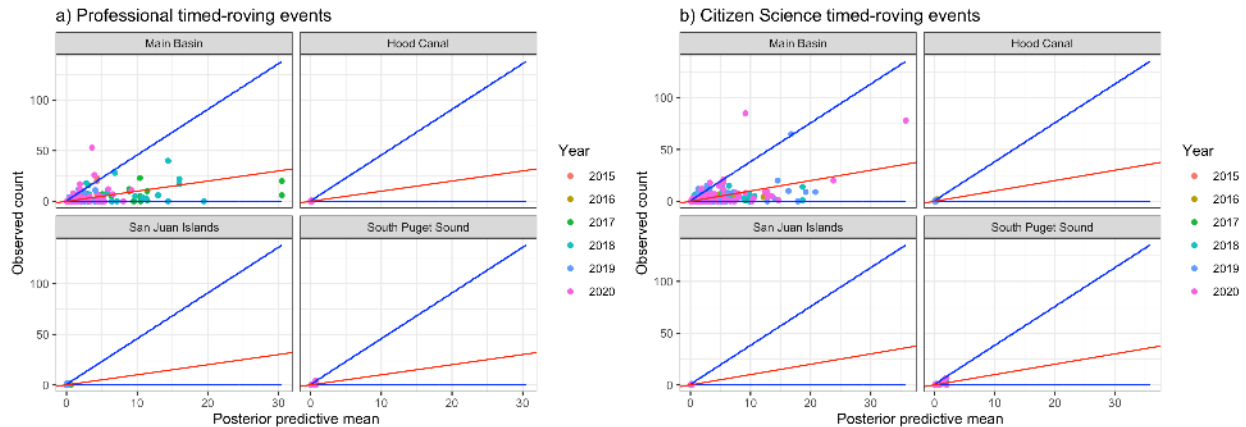 a) Professional timed-roving events
Main Basin
Hood Canal
100
50
0
San Juan Islands
South Puget Sound
100
50
0
0 10 20 30 0 10 20 30
Observed count
Posterior predictive mean
Year
2015
2016
2017
2018
2019
2020
b) Citizen Science timed-roving events
Main Basin
Hood Canal
100
50
0
San Juan Islands
South Puget Sound
100
50
0
0 10 20 30 0 10 20 30
Observed count
Posterior predictive mean
Year
2015
2016
2017
2018
2019
2020